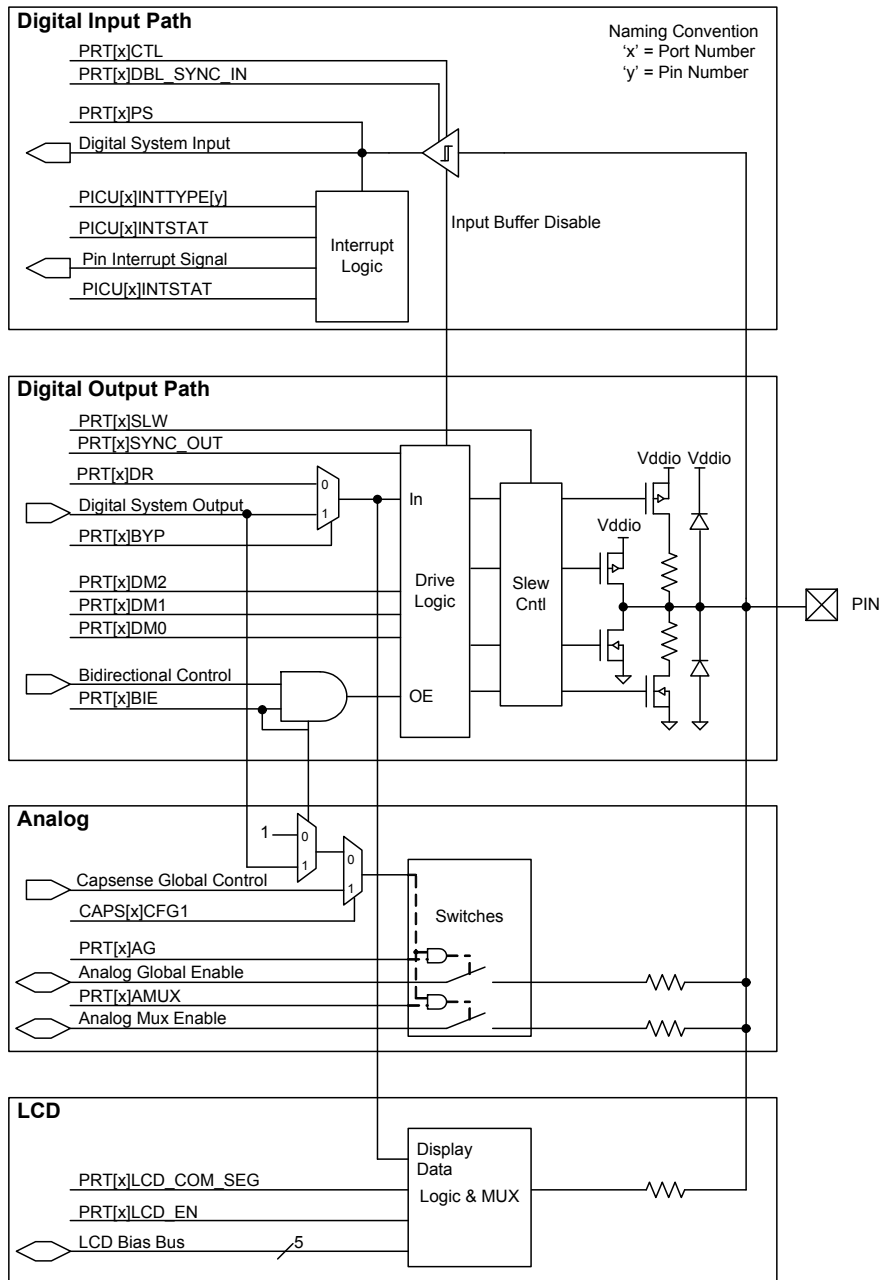 Digital Input Path
Naming Convention
'x' = Port Number
'y' = Pin Number
PRT[x]CTL
PRT[x]DBL_SYNC_IN
PRT[x]PS
Digital System Input
PICU[x]INTTYPE[y]
PICU[x]INTSTAT
Pin Interrupt Signal
PICU[x]INTSTAT
Interrupt
Logic
Input Buffer Disable
Digital Output Path
PRT[x]SLW
PRT[x]SYNC_OUT
PRT[x]DR
Digital System Output
PRT[x]BYP
0
1
PRT[x]DM2
PRT[x]DM1
PRT[x]DM0
Bidirectional Control
PRT[x]BIE
In
Drive
Logic
OE
Slew
Cntl
Vddio Vddio
Vddio
PIN
Analog
1
0
1
0
1
Capsense Global Control
CAPS[x]CFG1
Switches
PRT[x]AG
Analog Global Enable
PRT[x]AMUX
Analog Mux Enable
LCD
Display
Data
Logic & MUX
PRT[x]LCD_COM_SEG
PRT[x]LCD_EN
LCD Bias Bus
5